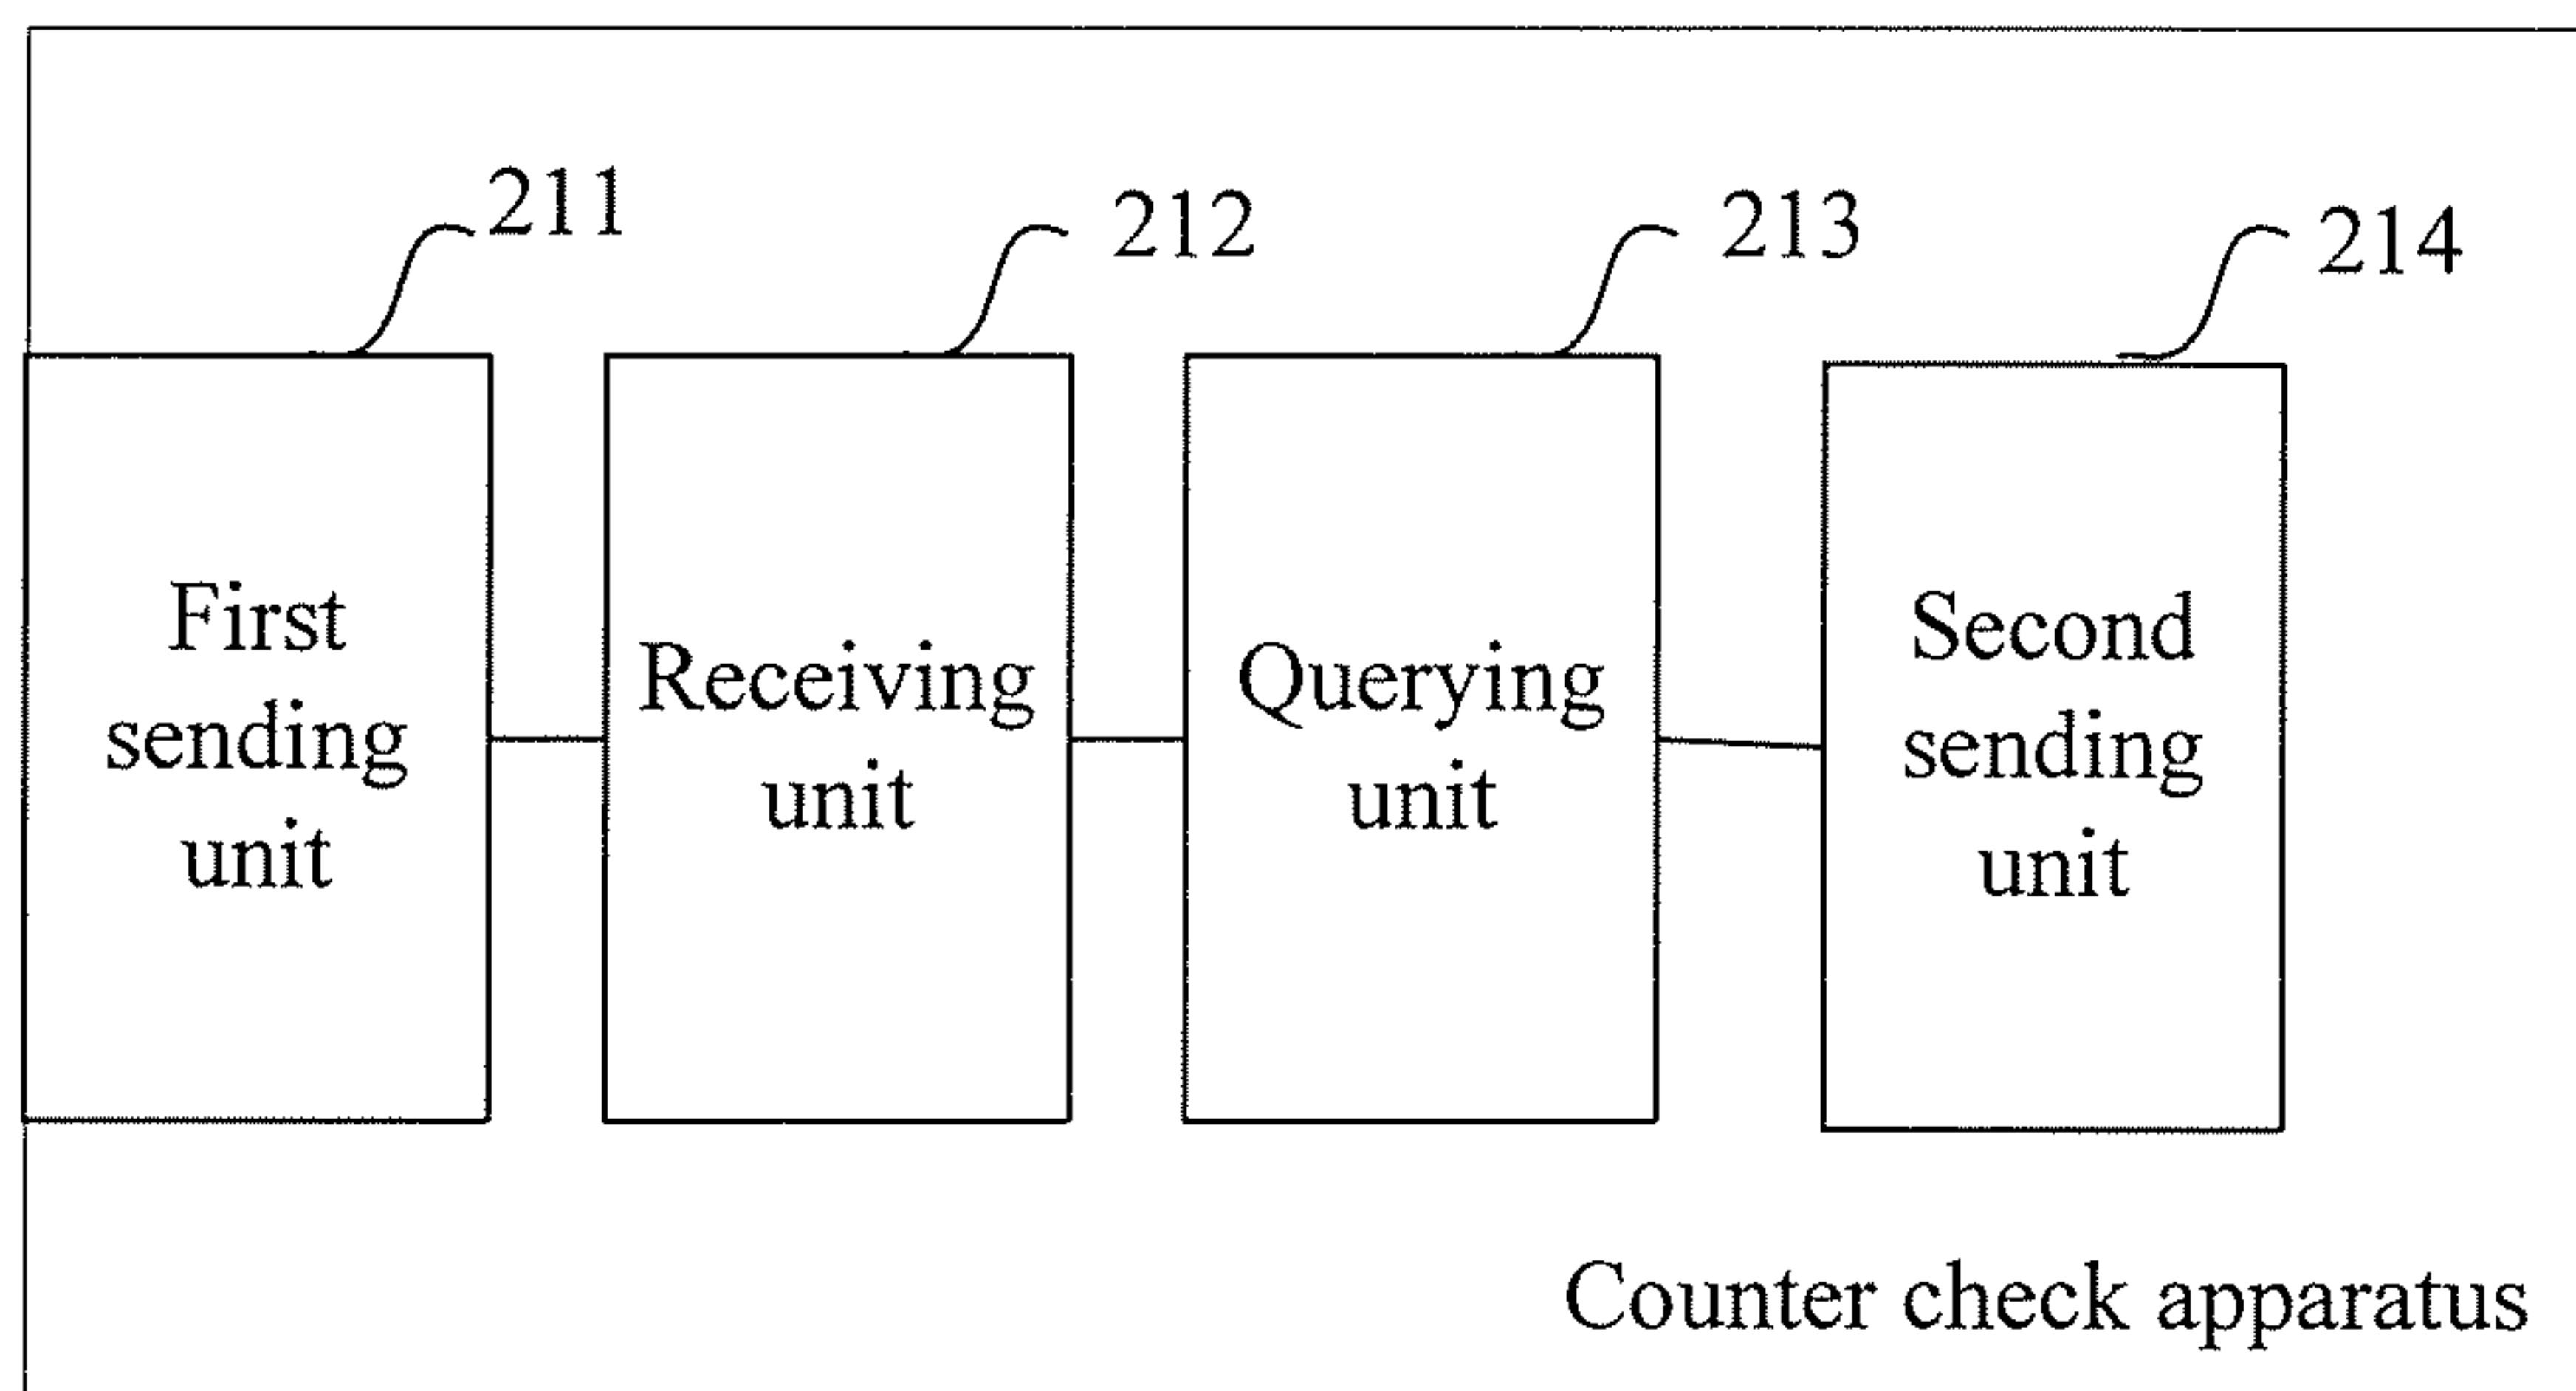 211
212
213
214
First
sending
unit
Receiving
unit
Querying
unit
Second
sending
unit
Counter check apparatus